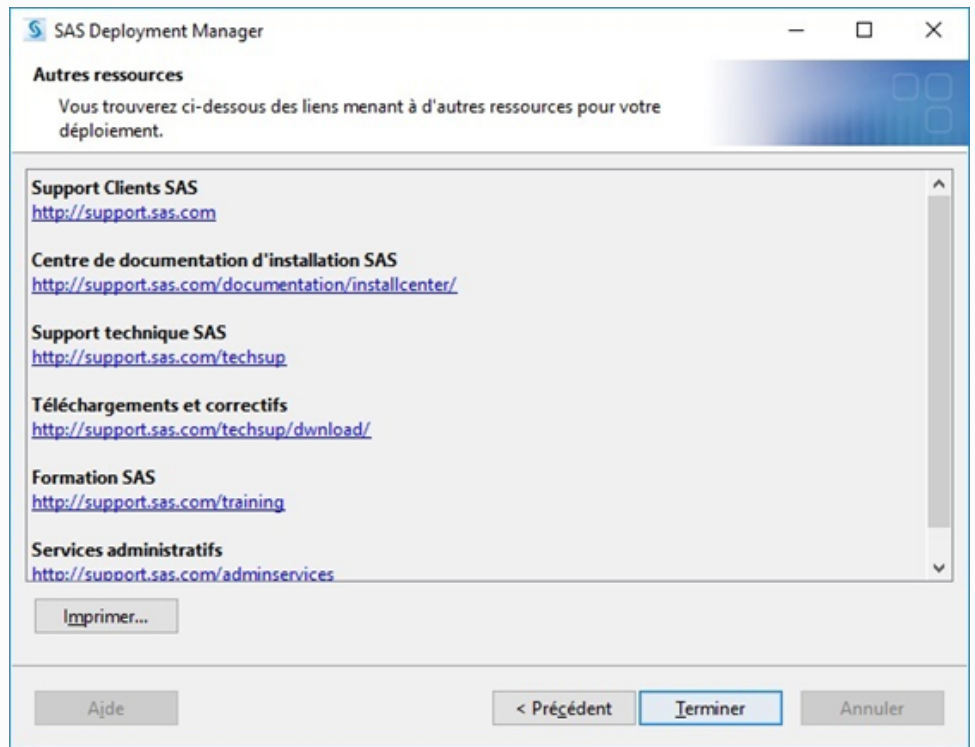 SAS Deployment Manager
Autres ressources
Vous trouverez ci-dessous des liens menant à d'autres ressources pour votre
déploiement.
Support Clients SAS
http://support.sas.com
Centre de documentation d'installation SAS
http://support.sas.com/documentation/installcenter/
Support technique SAS
http://support.sas.com/techsup
Téléchargements et correctifs
http://support.sas.com/techsup/dwnload/
Formation SAS
http://support.sas.com/training
Services administratifs
http://support.sas.com/adminservices
Imprimer...
Aide
< Précédent
Terminer
Annuler